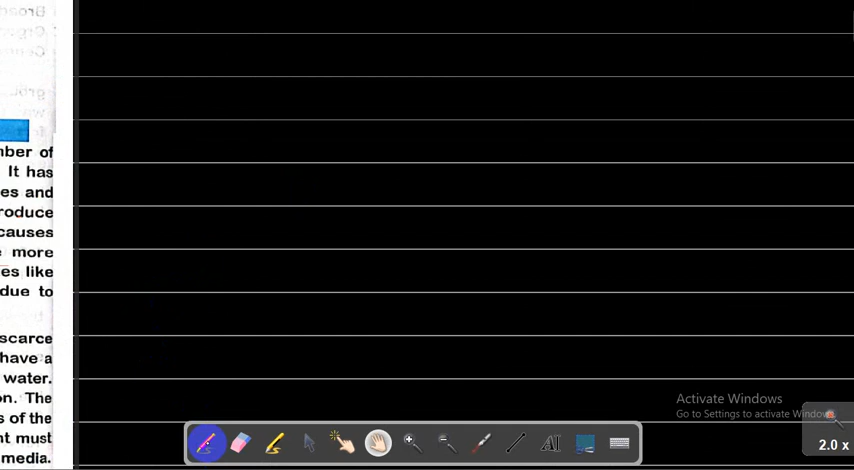 mber of
It has
es and
roduce
causes
more
es like
due to
scarce
have a
water.
on. The
s of the
nt must
media.
Activate Windows
Go to Settings to activate Windows.
AI
2.0 x